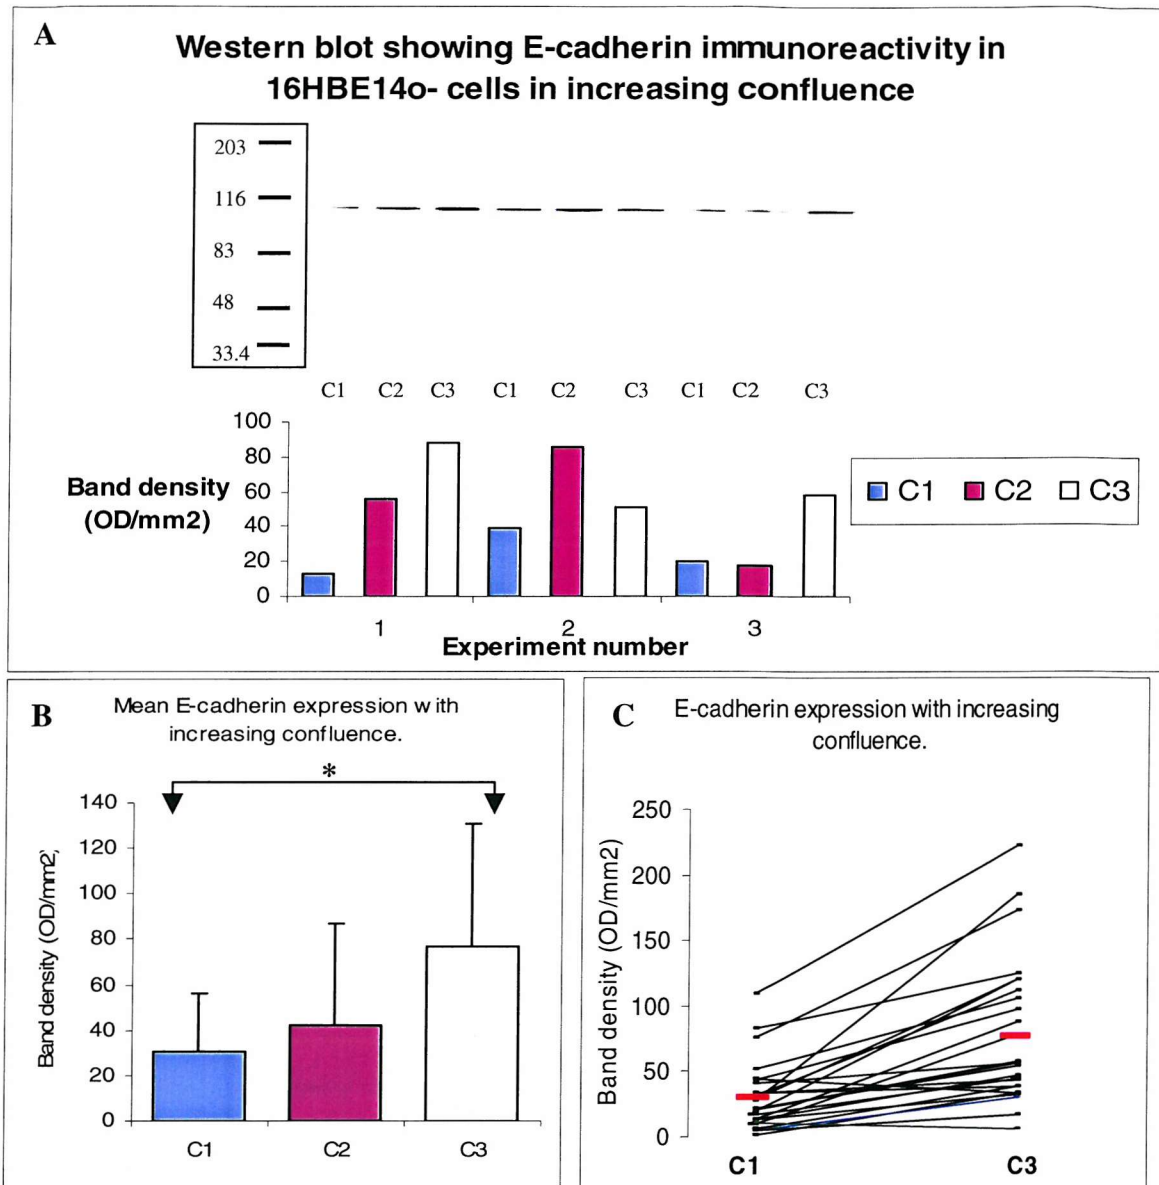 A
Western blot showing E-cadherin immunoreactivity in
16HBE14o- cells in increasing confluence
203
116
83
48
33.4
C1 C2 C3 C1 C2 C3 C1 C2 C3
100
80
60
40
20
0
Band density
(OD/mm2)
C1 C2 C3
1 2 3
Experiment number
B
Mean E-cadherin expression with
increasing confluence.
*
140
120
100
80
60
40
20
0
Band density (OD/mm2)
C1 C2 C3
C
E-cadherin expression with increasing
confluence.
250
200
150
100
50
0
Band density (OD/mm2)
C1 C3